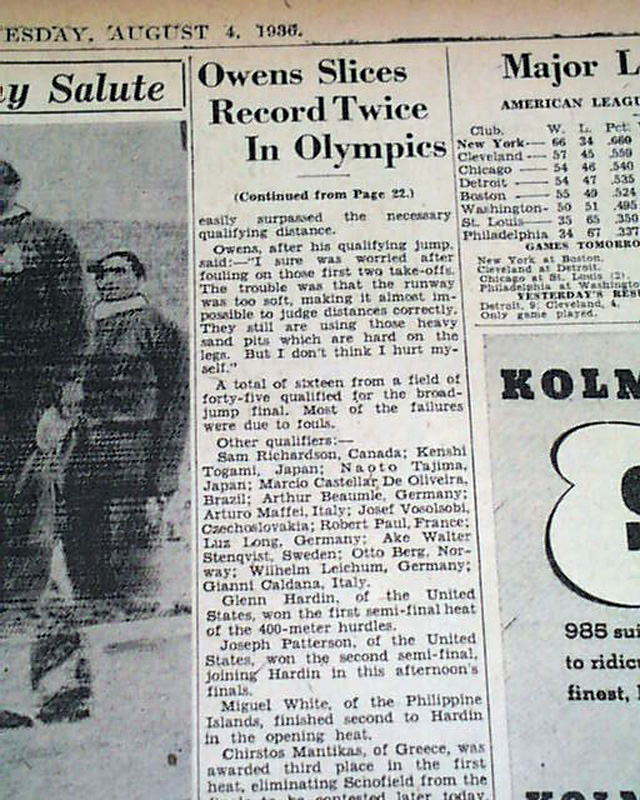 ESDAY, AUGUST 4, 1936.
y Salute
Owens Slices
Record Twice
In Olympics
(Continued from Page 22.)
easily surpassed the necessary
qualifying distance.
Owens, after his qualifying jump,
said:—"I sure was worried after
fouling on those first two take-offs.
The trouble was that the runway
was too soft, making it almost im-
possible to judge distances correctly.
They still are using those heavy
sand pits which are hard on the
legs. But I don't think I hurt my-
self."
A total of sixteen from a field of
forty-five qualified for the broad-
jump final. Most of the failures
were due to fouls.
Other qualifiers:—
Sam Richardson, Canada; Kenshi
Togami, Japan; Naoto Tajima,
Japan; Marcio Castellar De Oliveira,
Brazil; Arthur Beaumle, Germany;
Arturo Maffei, Italy; Josef Vosolsobi,
Czechoslovakia; Robert Paul, France;
Luz Long, Germany; Ake Walter
Stenqvist, Sweden; Otto Berg, Nor-
way; Wilhelm Leichum, Germany;
Gianni Caldana, Italy.
Glenn Hardin, of the United
States, won the first semi-final heat
of the 400-meter hurdles.
Joseph Patterson, of the United
States, won the second semi-final,
joining Hardin in this afternoon's
finals.
Miguel White, of the Philippine
Islands, finished second to Hardin
in the opening heat.
Chirstos Mantikas, of Greece, was
awarded third place in the first
heat, eliminating Schofield from the
finals to be contested later today.
Major L
AMERICAN LEAGU
Club. W. L. Pct.
New York— 66 34 .660
Cleveland — 57 45 .559
Chicago — 54 46 .540
Detroit — 54 47 .535
Boston — 55 49 .524
Washington- 50 51 .495
St. Louis— 35 65 .350
Philadelphia 34 67 .337
GAMES TOMORRO
New York at Boston.
Cleveland at Detroit.
Chicago at St. Louis (2).
Philadelphia at Washingto
YESTERDAY'S RES
Detroit, 9; Cleveland, 4.
Only game played.
KOLM
985 sui
to ridicu
finest, l
KOLM